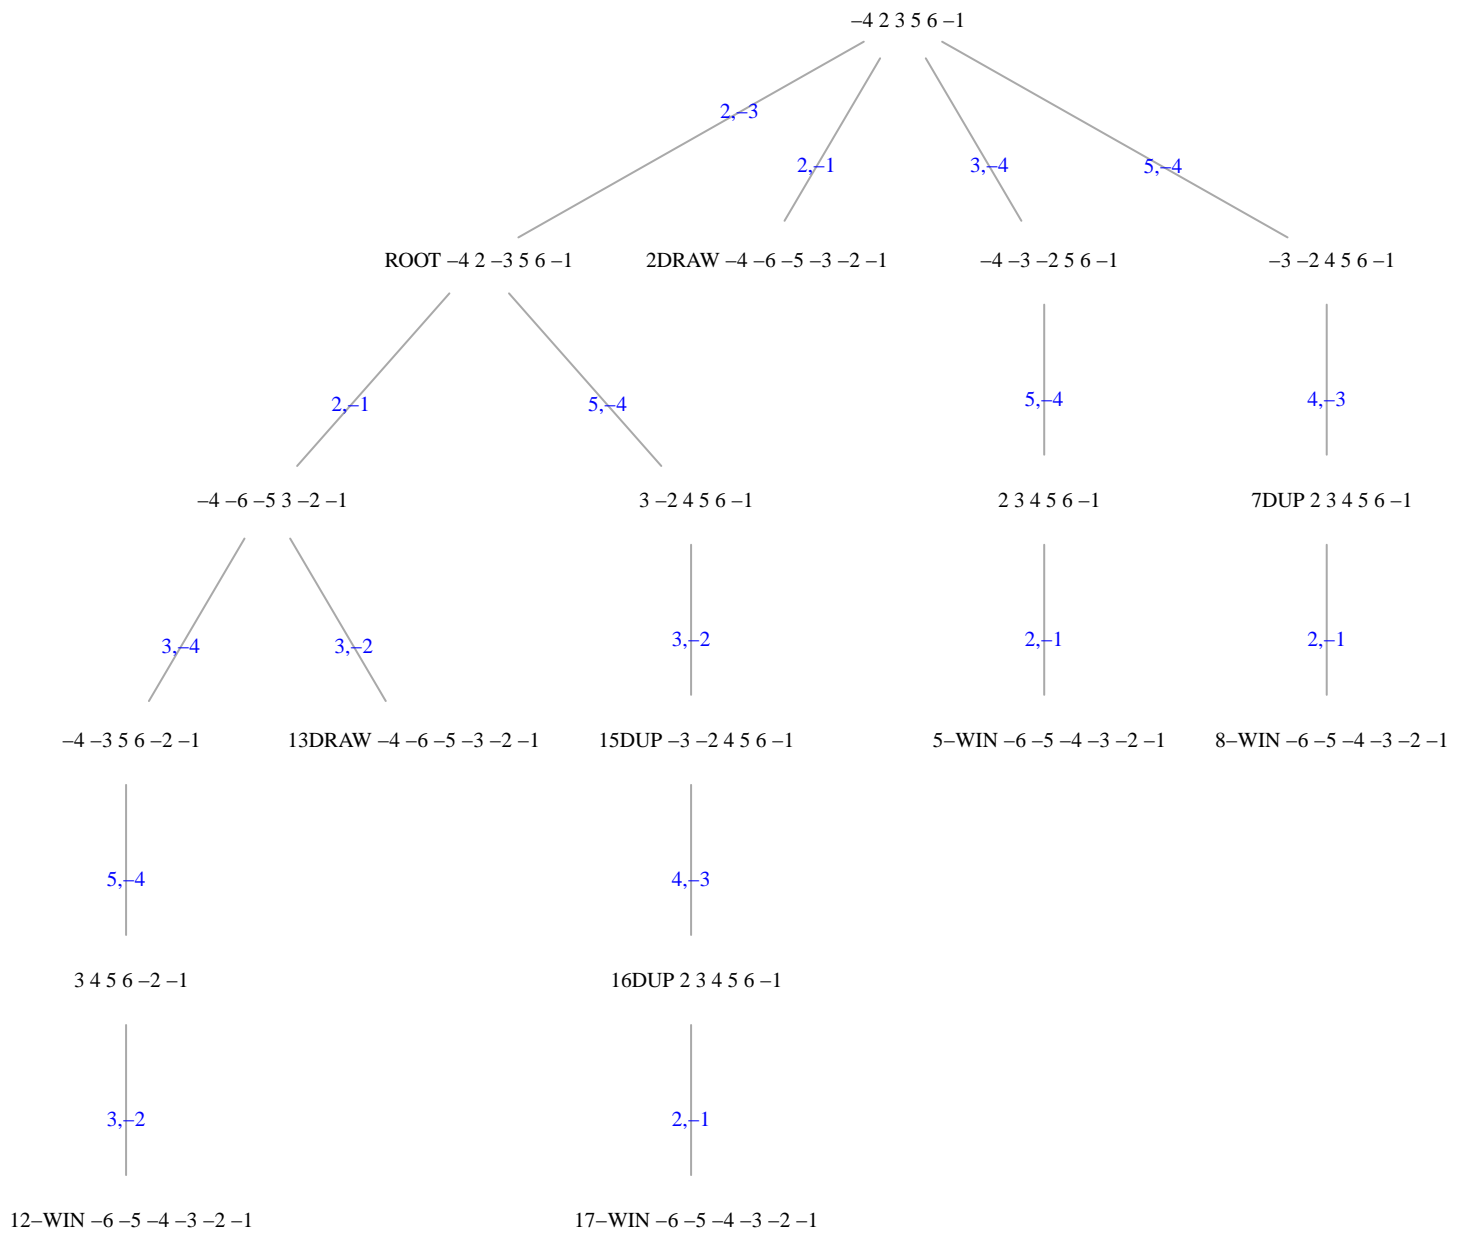 –4 2 3 5 6 –1
2,–3
2,–1
3,–4
5,–4
ROOT –4 2 –3 5 6 –1
2DRAW –4 –6 –5 –3 –2 –1
–4 –3 –2 5 6 –1
–3 –2 4 5 6 –1
2,–1
5,–4
5,–4
4,–3
–4 –6 –5 3 –2 –1
3 –2 4 5 6 –1
2 3 4 5 6 –1
7DUP 2 3 4 5 6 –1
3,–4
3,–2
3,–2
2,–1
2,–1
–4 –3 5 6 –2 –1
13DRAW –4 –6 –5 –3 –2 –1
15DUP –3 –2 4 5 6 –1
5–WIN –6 –5 –4 –3 –2 –1
8–WIN –6 –5 –4 –3 –2 –1
5,–4
4,–3
3 4 5 6 –2 –1
16DUP 2 3 4 5 6 –1
3,–2
2,–1
12–WIN –6 –5 –4 –3 –2 –1
17–WIN –6 –5 –4 –3 –2 –1